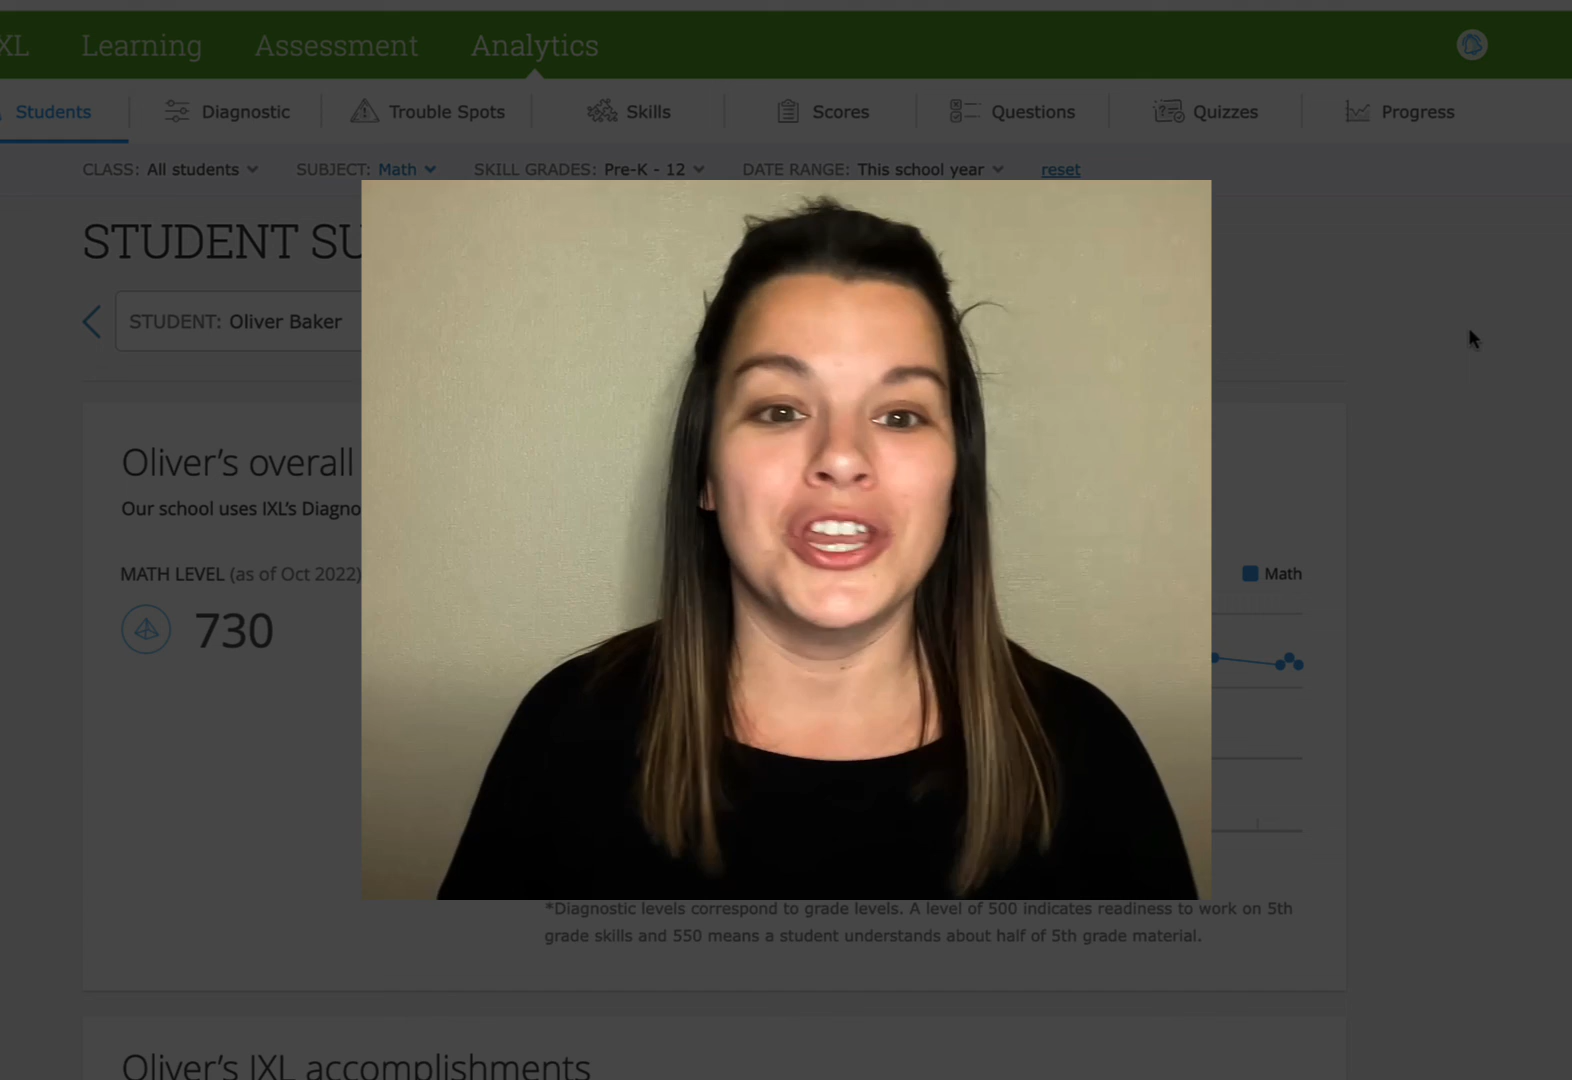 XL Learning Assessment Analytics
Students Diagnostic Trouble Spots Skills Scores Questions Quizzes Progress
CLASS: All students SUBJECT: Math SKILL GRADES: Pre-K - 12 DATE RANGE: This school year reset
STUDENT SU
STUDENT: Oliver Baker
Oliver's overall
Our school uses IXL's Diagno
MATH LEVEL (as of Oct 2022)
Math
730
*Diagnostic levels correspond to grade levels. A level of 500 indicates readiness to work on 5th
grade skills and 550 means a student understands about half of 5th grade material.
Oliver's IXL accomplishments